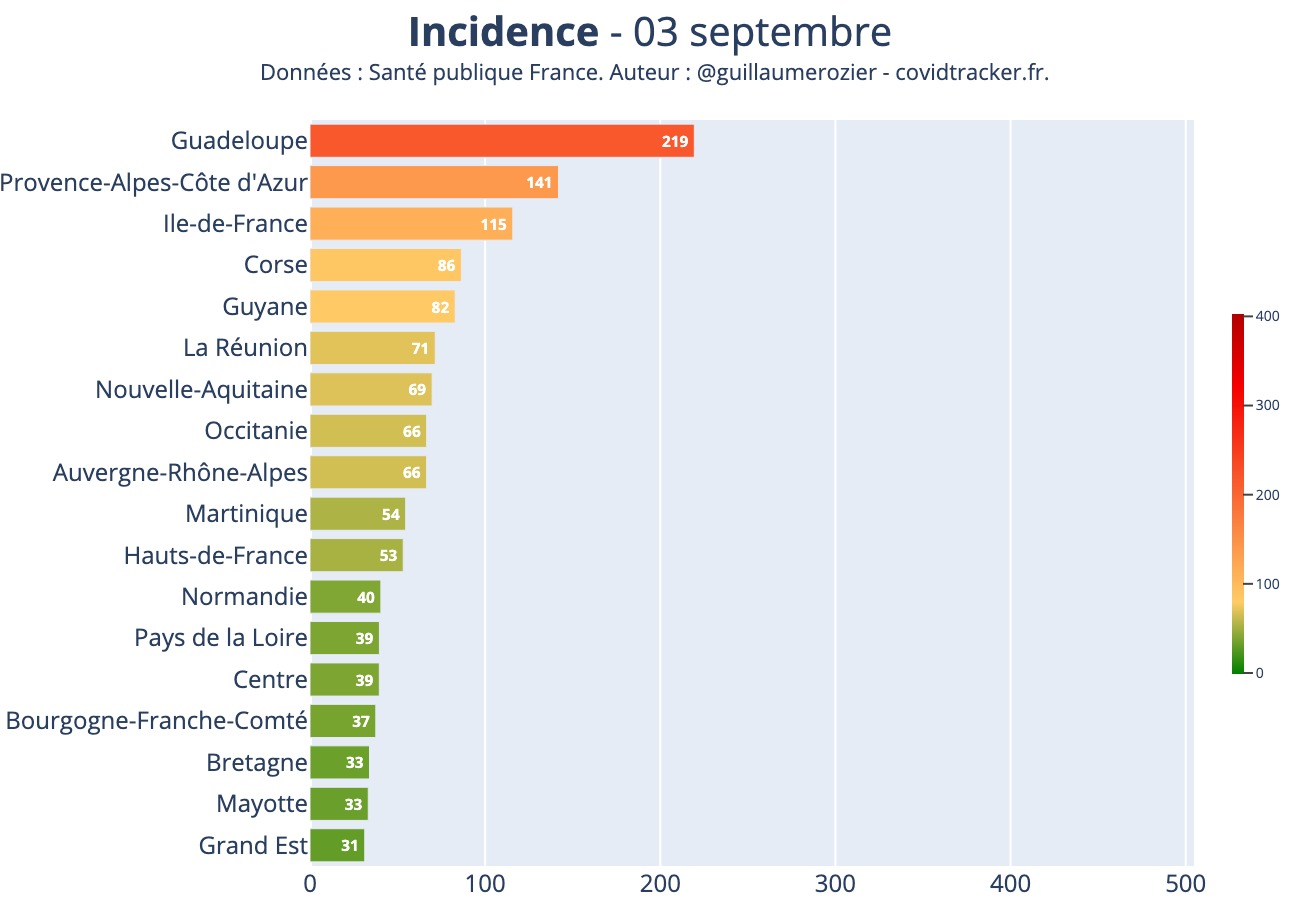 Incidence - 03 septembre
Données : Santé publique France. Auteur : @guillaumerozier - covidtracker.fr.
Guadeloupe 219
Provence-Alpes-Côte d'Azur 141
Ile-de-France 115
Corse 86
Guyane 82
La Réunion 71
Nouvelle-Aquitaine 69
Occitanie 66
Auvergne-Rhône-Alpes 66
Martinique 54
Hauts-de-France 53
Normandie 40
Pays de la Loire 39
Centre 39
Bourgogne-Franche-Comté 37
Bretagne 33
Mayotte 33
Grand Est 31
0 100 200 300 400 500
400
300
200
100
0